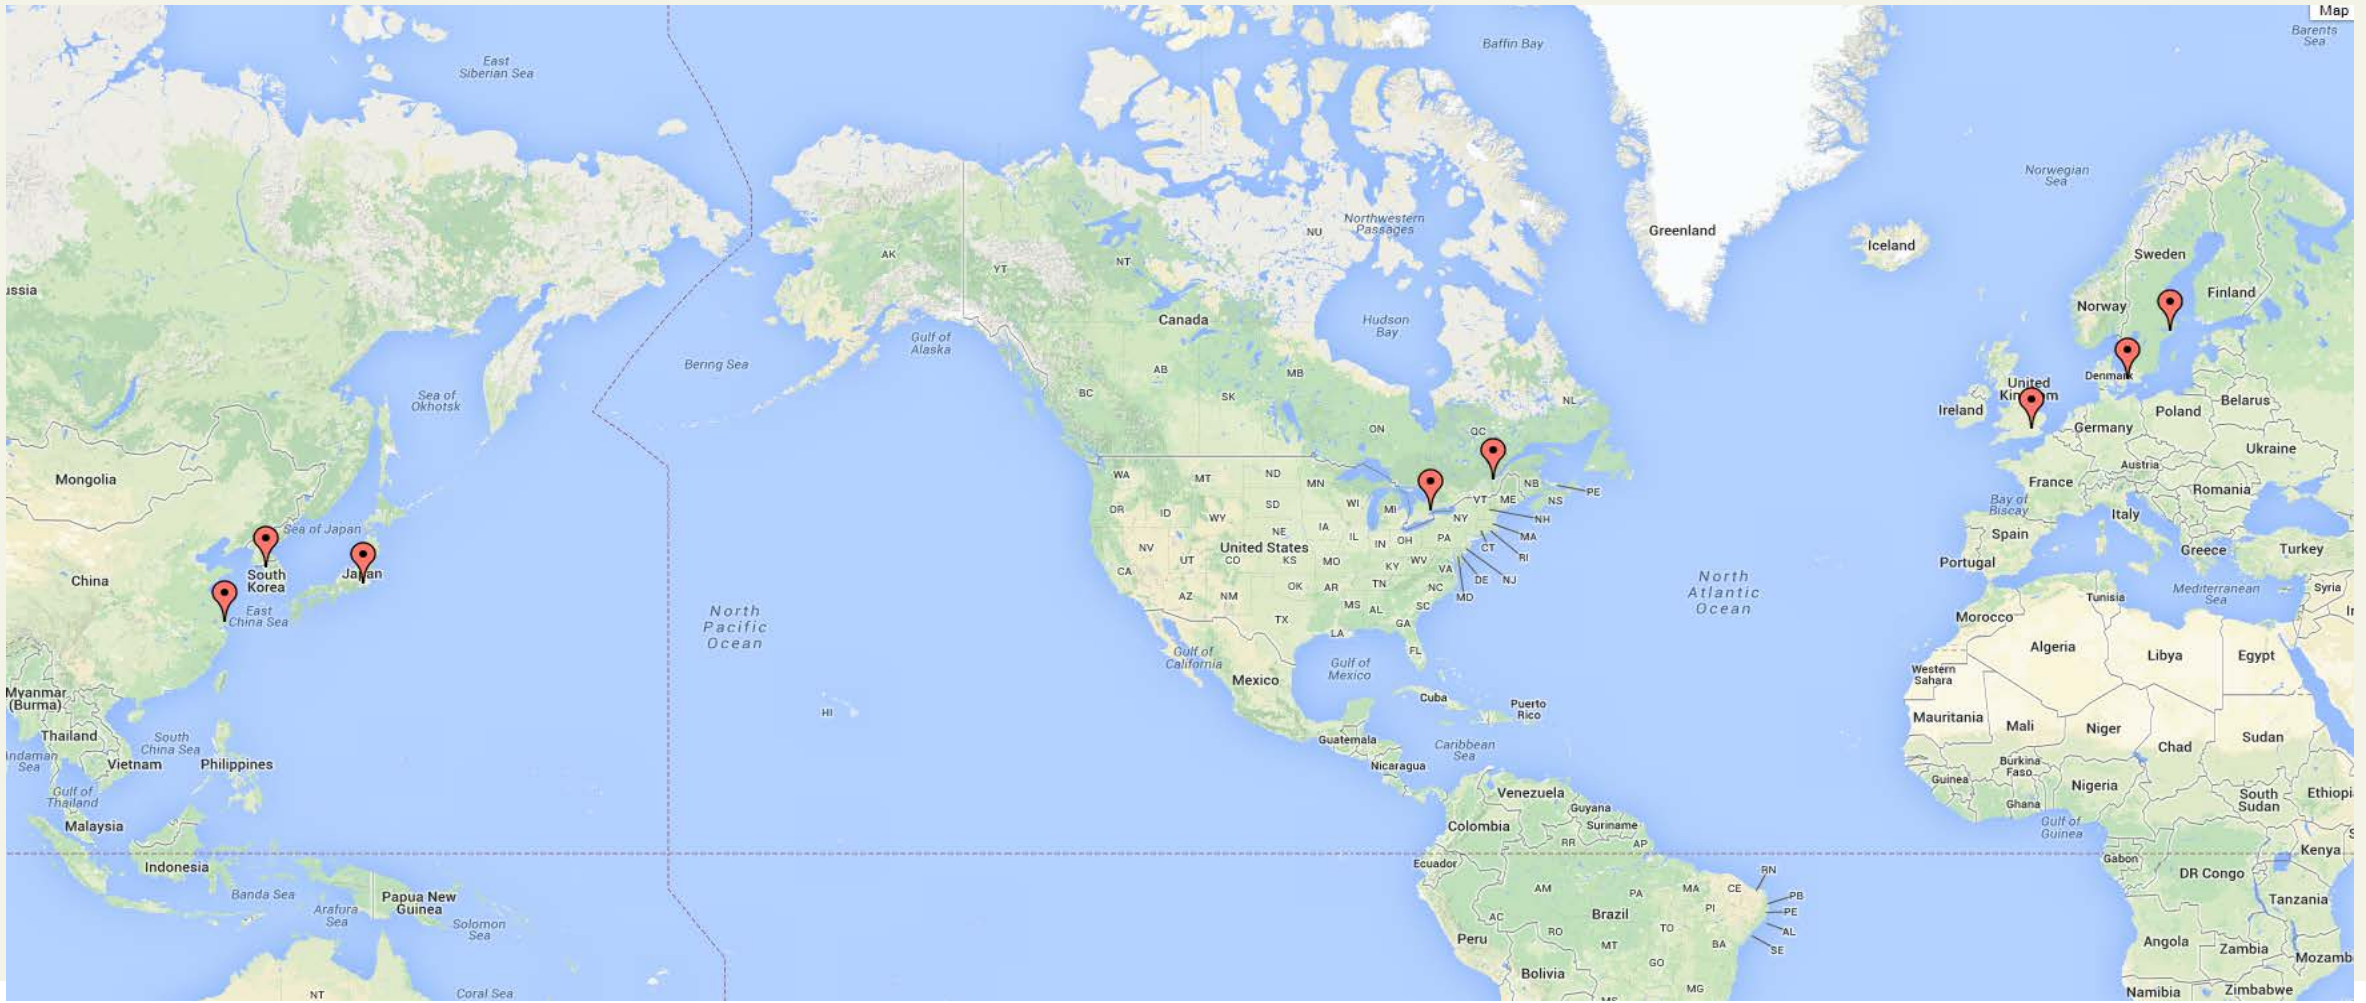 Map
Barents
Sea
East
Siberian Sea
Baffin Bay
Norwegian
Sea
Northwestern
Passages
NU
Greenland
Iceland
Sweden
AK
YT
NT
ussia
Norway
Finland
Canada
Hudson
Bay
Gulf of
Alaska
Bering Sea
AB
MB
Denmark
United
Kingdom
Sea of
Okhotsk
BC
SK
NL
Ireland
Poland
Belarus
ON
QC
Germany
Ukraine
Mongolia
WA
MT
ND
MN
Austria
France
Romania
NB
PE
VT
ME
NS
Bay of
Biscay
OR
ID
WY
SD
WI
MI
NY
NH
Italy
Sea of Japan
NE
IA
MA
Spain
United States
NV
UT
CO
KS
MO
IL
IN
OH
PA
CT
RI
Greece
Turkey
Portugal
South
Korea
Japan
China
CA
KY
WV
VA
DE
NJ
North
Atlantic
Ocean
Mediterranean
Sea
Syria
AZ
NM
OK
AR
TN
NC
MD
Tunisia
East
China Sea
MS
AL
SC
TX
GA
LA
Morocco
North
Pacific
Ocean
Gulf of
California
Gulf of
Mexico
FL
Algeria
Libya
Egypt
Western
Sahara
Mexico
Myanmar
(Burma)
Cuba
Puerto
Rico
HI
Mauritania
Mali
Niger
Chad
Sudan
Thailand
South
China Sea
Guatemala
Caribbean
Sea
ndaman
Sea
Vietnam
Philippines
Nicaragua
Burkina
Faso
Guinea
Nigeria
Gulf of
Thailand
Venezuela
Guyana
Ghana
South
Sudan
Ethiopi
Malaysia
Colombia
Suriname
Gulf of
Guinea
RR
AP
Indonesia
Ecuador
Gabon
Kenya
RN
DR Congo
Banda Sea
Papua New
Guinea
AM
PA
MA
CE
PB
Tanzania
Arafura
Sea
Solomon
Sea
AC
Brazil
PI
PE
RO
TO
AL
Peru
MT
BA
SE
Angola
Zambia
Mozamb
GO
Bolivia
NT
Coral Sea
MS
MG
Namibia
Zimbabwe